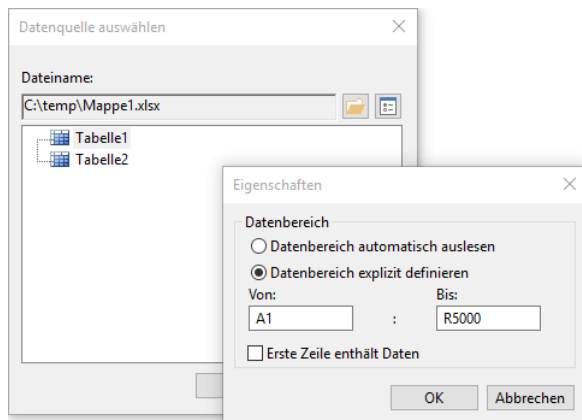 Datenquelle auswählen
Dateiname:
C:\temp\Mappe1.xlsx
Tabelle1
Tabelle2
Eigenschaften
Datenbereich
Datenbereich automatisch auslesen
Datenbereich explizit definieren
Von: Bis:
A1 : R5000
Erste Zeile enthält Daten
OK Abbrechen